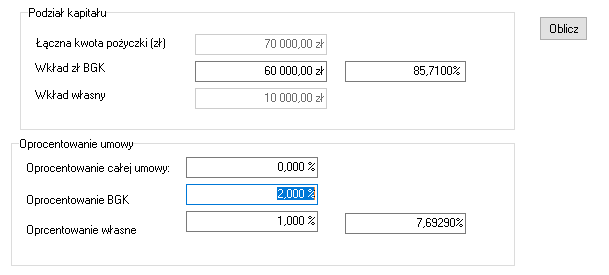 Podział kapitału
Łączna kwota pożyczki (zł) 70 000,00 zł
Oblicz
Wkład zł BGK 60 000,00 zł 85,7100%
Wkład własny 10 000,00 zł
Oprocentowanie umowy
Oprocentowanie całej umowy: 0,000 %
Oprocentowanie BGK 2,000 %
Oprcentowanie własne 1,000 % 7,69290%